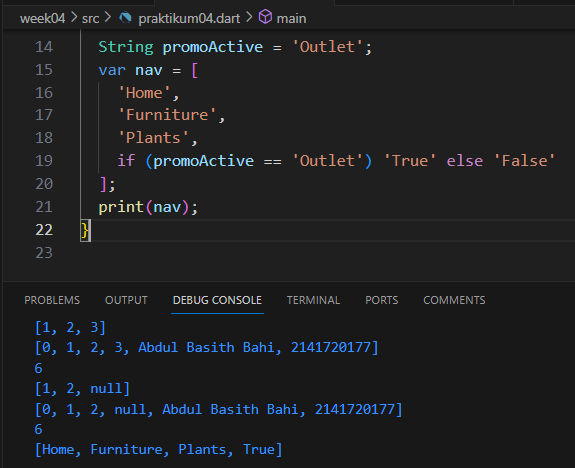 week04 > src > praktikum04.dart > main
14 String promoActive = 'Outlet';
15 var nav = [
16 'Home',
17 'Furniture',
18 'Plants',
19 if (promoActive == 'Outlet') 'True' else 'False'
20 ];
21 print(nav);
22 }
23
PROBLEMS OUTPUT DEBUG CONSOLE TERMINAL PORTS COMMENTS
[1, 2, 3]
[0, 1, 2, 3, Abdul Basith Bahi, 2141720177]
6
[1, 2, null]
[0, 1, 2, null, Abdul Basith Bahi, 2141720177]
6
[Home, Furniture, Plants, True]